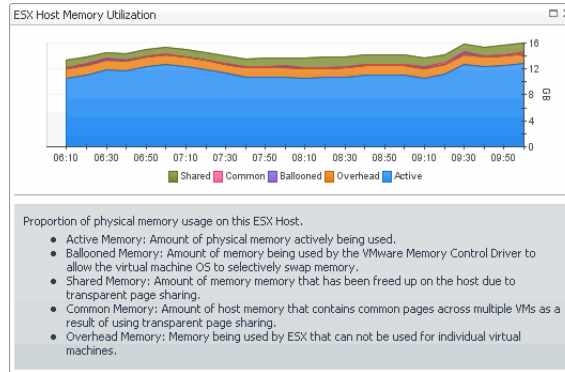 ESX Host Memory Utilization
16
12
8
4
GB
06:10 06:30 06:50 07:10 07:30 07:50 08:10 08:30 08:50 09:10 09:30 09:50
Shared Common Ballooned Overhead Active
Proportion of physical memory usage on this ESX Host.
● Active Memory: Amount of physical memory actively being used.
● Ballooned Memory: Amount of memory being used by the VMware Memory Control Driver to
allow the virtual machine OS to selectively swap memory.
● Shared Memory: Amount of memory memory that has been freed up on the host due to
transparent page sharing.
● Common Memory: Amount of host memory that contains common pages across multiple VMs as a
result of using transparent page sharing.
● Overhead Memory: Memory being used by ESX that can not be used for individual virtual
machines.